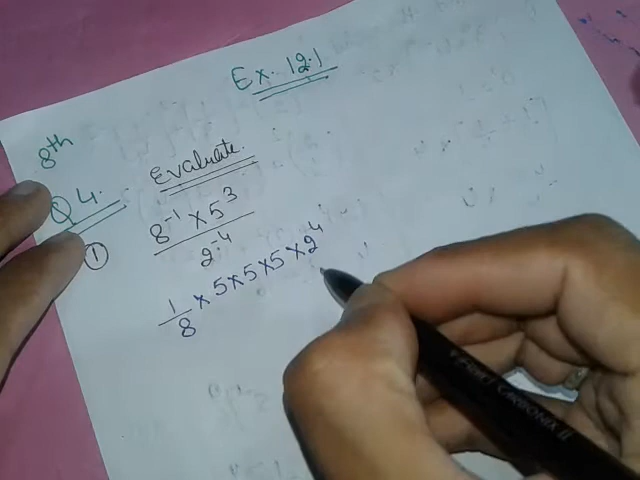 Ex. 12.1
8th
Q 4.
Evaluate.
① 8⁻¹ × 5³
2⁻⁴
1/8 × 5 × 5 × 5 × 2⁴